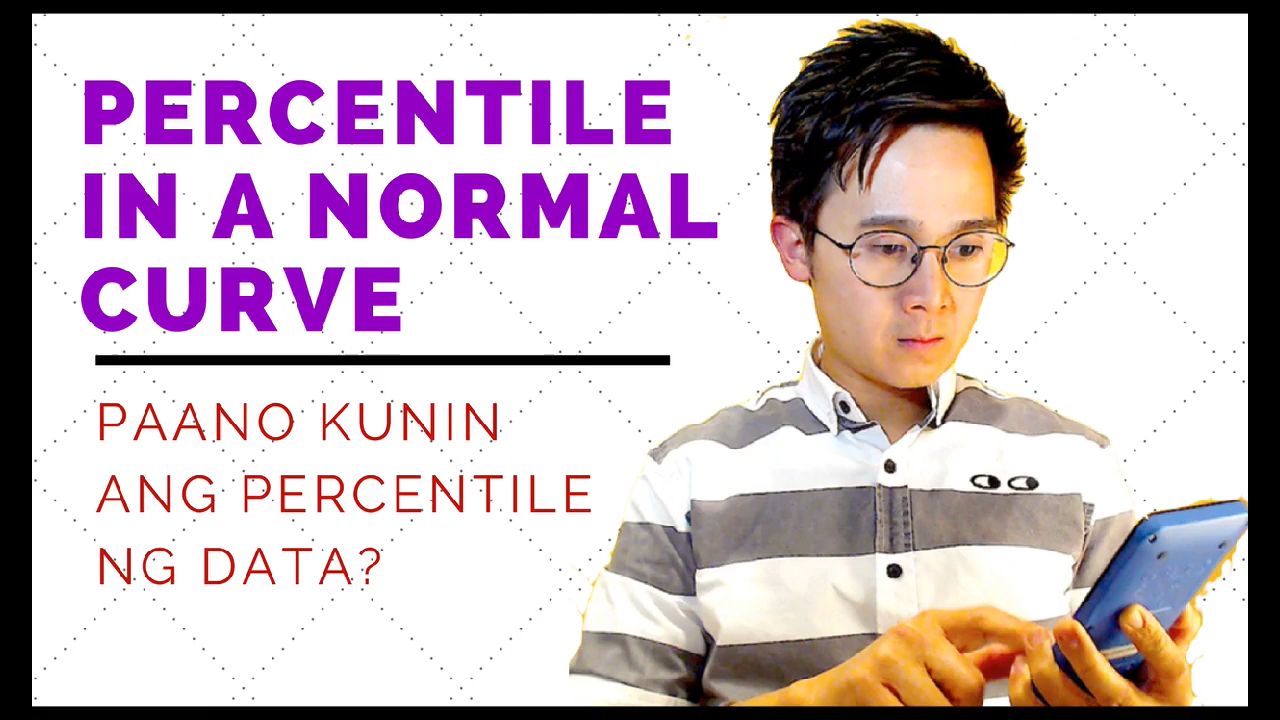 PERCENTILE
IN A NORMAL
CURVE
PAANO KUNIN
ANG PERCENTILE
NG DATA?